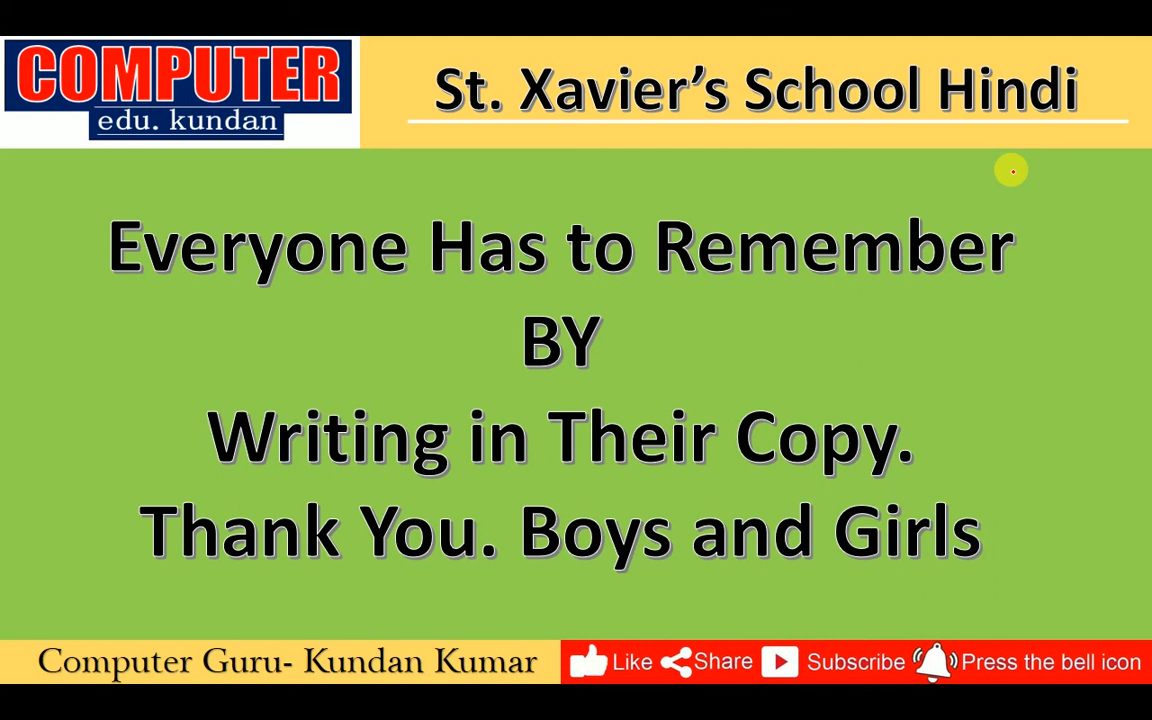 COMPUTER
edu. kundan
St. Xavier's School Hindi
Everyone Has to Remember
BY
Writing in Their Copy.
Thank You. Boys and Girls
Computer Guru- Kundan Kumar
Like Share Subscribe Press the bell icon